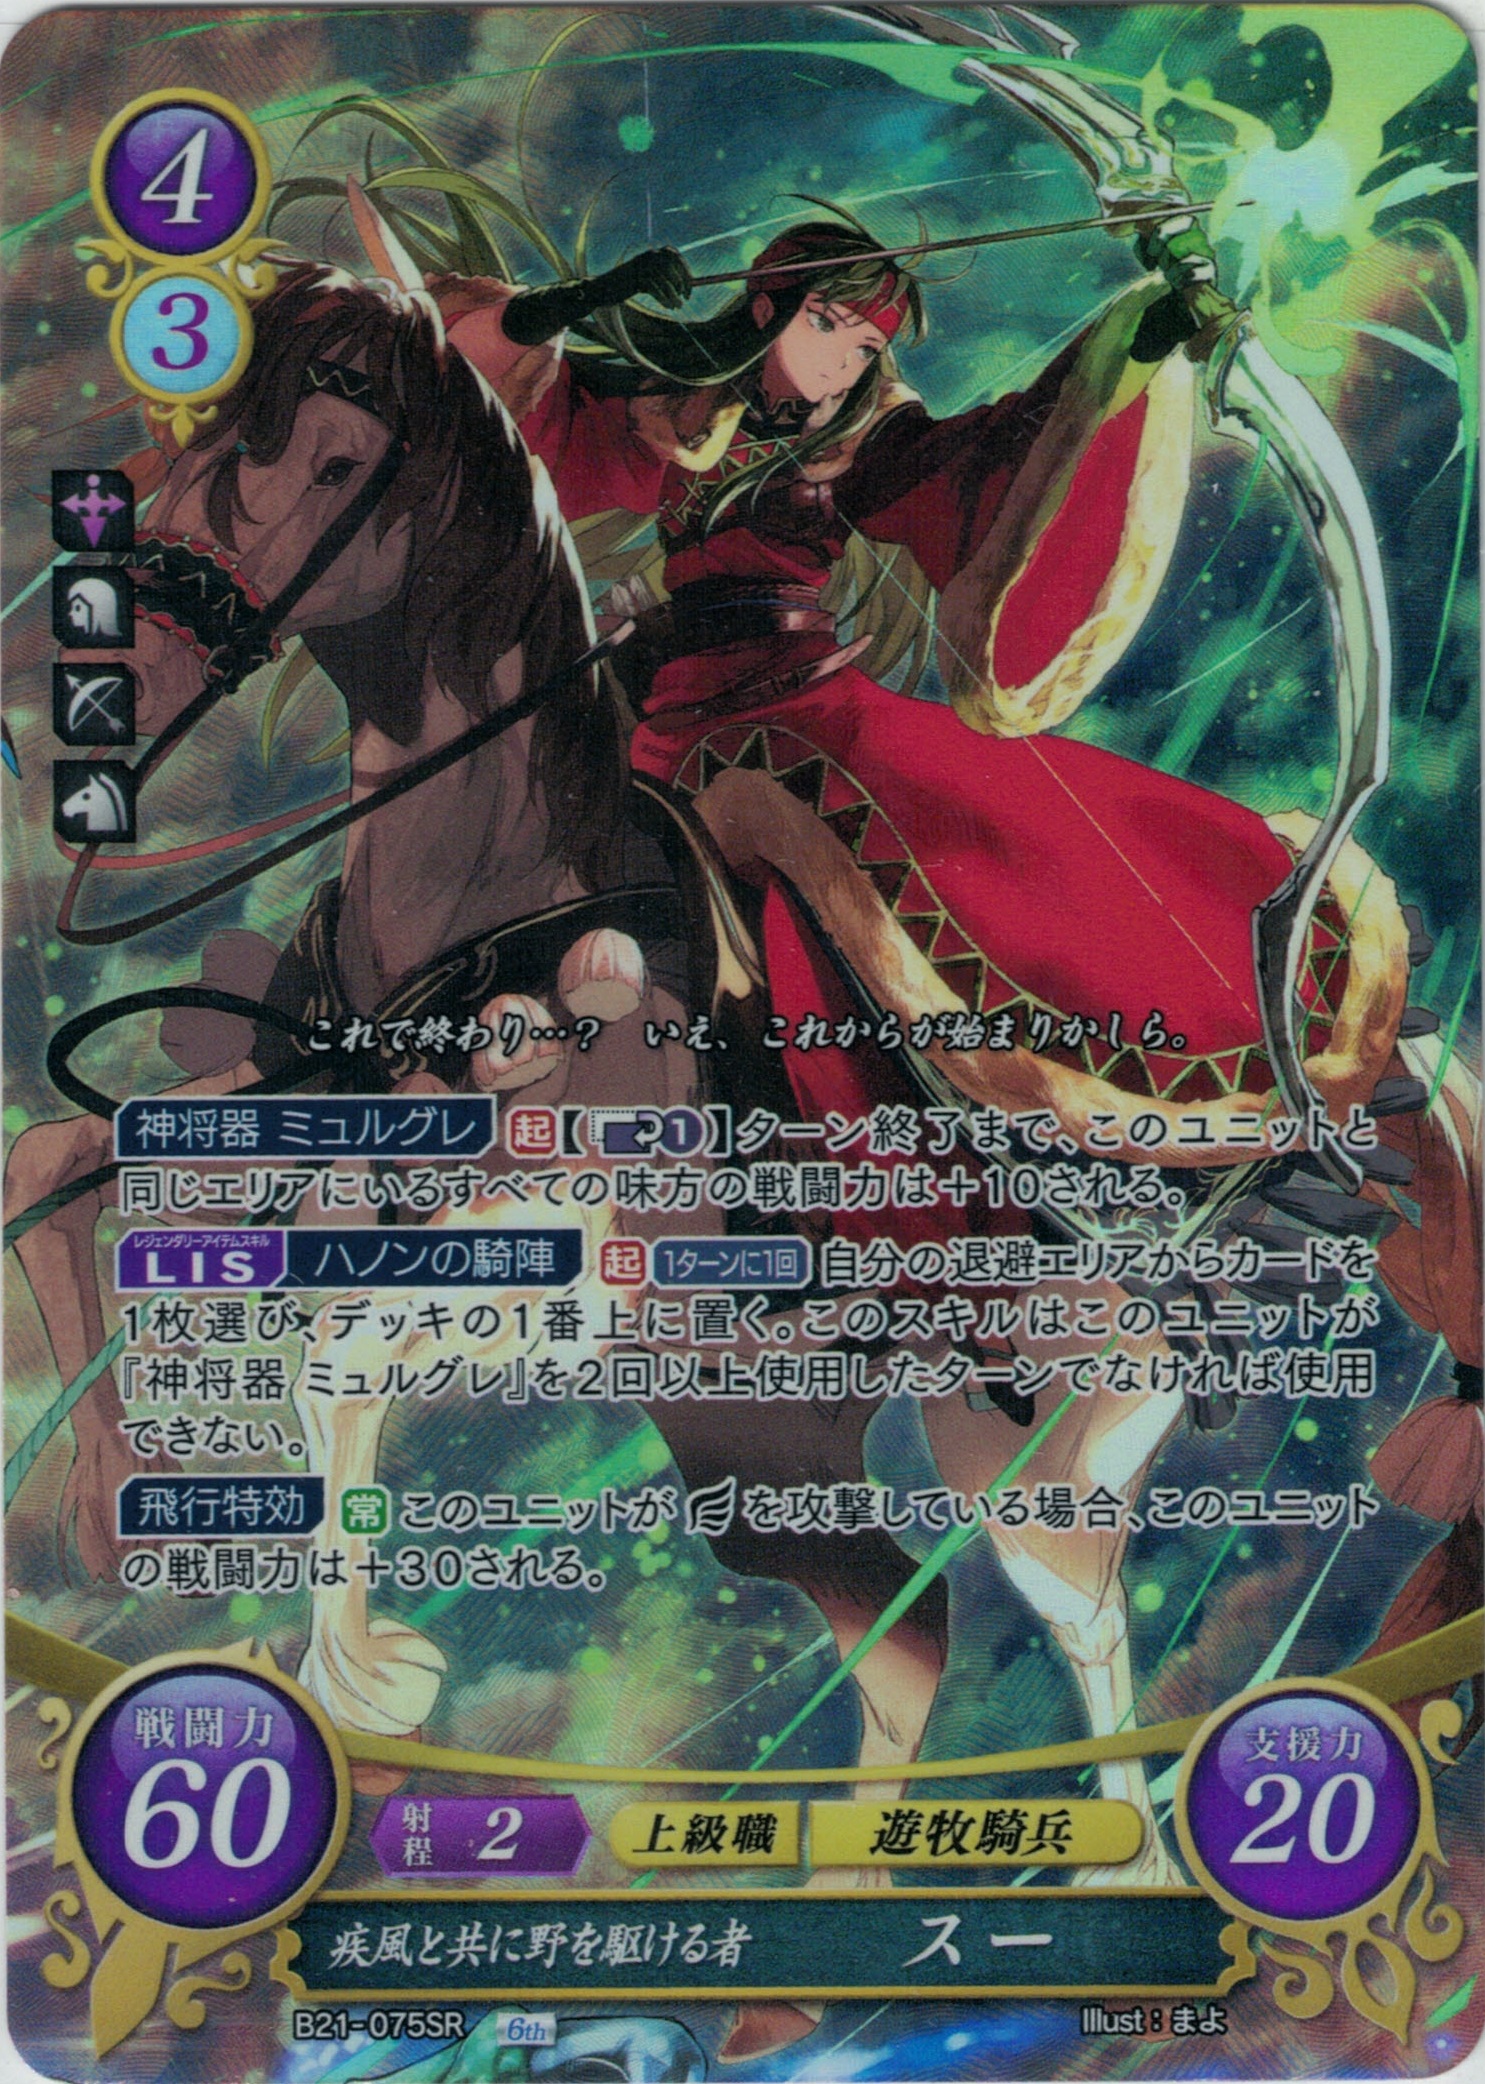 4
3
これで終わり…？ いえ、これからが始まりかしら。
神将器 ミュルグレ 起【1】ターン終了まで、このユニットと
同じエリアにいるすべての味方の戦闘力は＋10される。
レジェンダリーアイテムスキル
LIS ハノンの騎陣 起 1ターンに1回 自分の退避エリアからカードを
1枚選び、デッキの1番上に置く。このスキルはこのユニットが
『神将器 ミュルグレ』を2回以上使用したターンでなければ使用
できない。
飛行特効 常 このユニットがを攻撃している場合、このユニット
の戦闘力は＋30される。
戦闘力
60
射程 2
上級職 遊牧騎兵
支援力
20
疾風と共に野を駆ける者 スー
B21-075SR 6th Illust：まよ